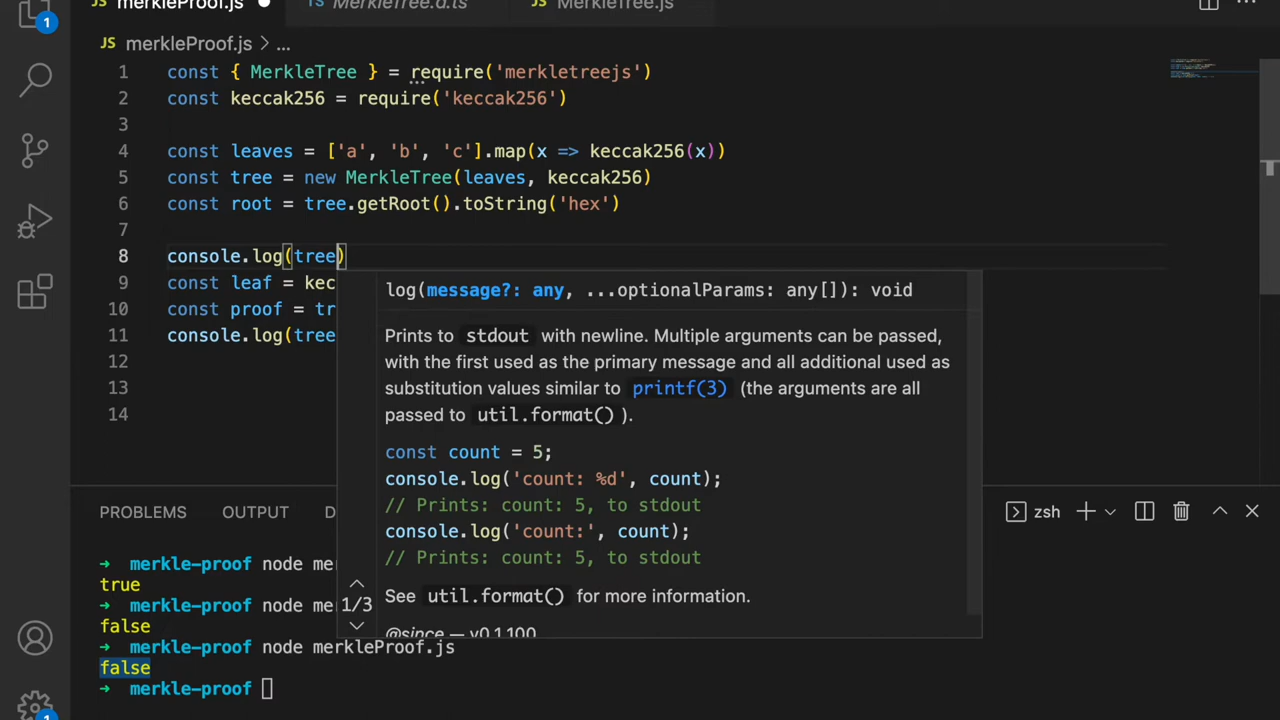 merkleProof.js
TS MerkleTree.d.ts
JS MerkleTree.js
1
JS merkleProof.js > ...
1 const { MerkleTree } = require('merkletreejs')
2 const keccak256 = require('keccak256')
3
4 const leaves = ['a', 'b', 'c'].map(x => keccak256(x))
5 const tree = new MerkleTree(leaves, keccak256)
6 const root = tree.getRoot().toString('hex')
7
8 console.log(tree)
9 const leaf = kec
10 const proof = tr
11 console.log(tree
12
13
14
log(message?: any, ...optionalParams: any[]): void
Prints to stdout with newline. Multiple arguments can be passed,
with the first used as the primary message and all additional used as
substitution values similar to printf(3) (the arguments are all
passed to util.format() ).
const count = 5;
console.log('count: %d', count);
// Prints: count: 5, to stdout
console.log('count:', count);
// Prints: count: 5, to stdout
See util.format() for more information.
@since — v0.1.100
1/3
PROBLEMS OUTPUT D
zsh
➜ merkle-proof node me
true
➜ merkle-proof node me
false
➜ merkle-proof node merkleProof.js
false
➜ merkle-proof
1